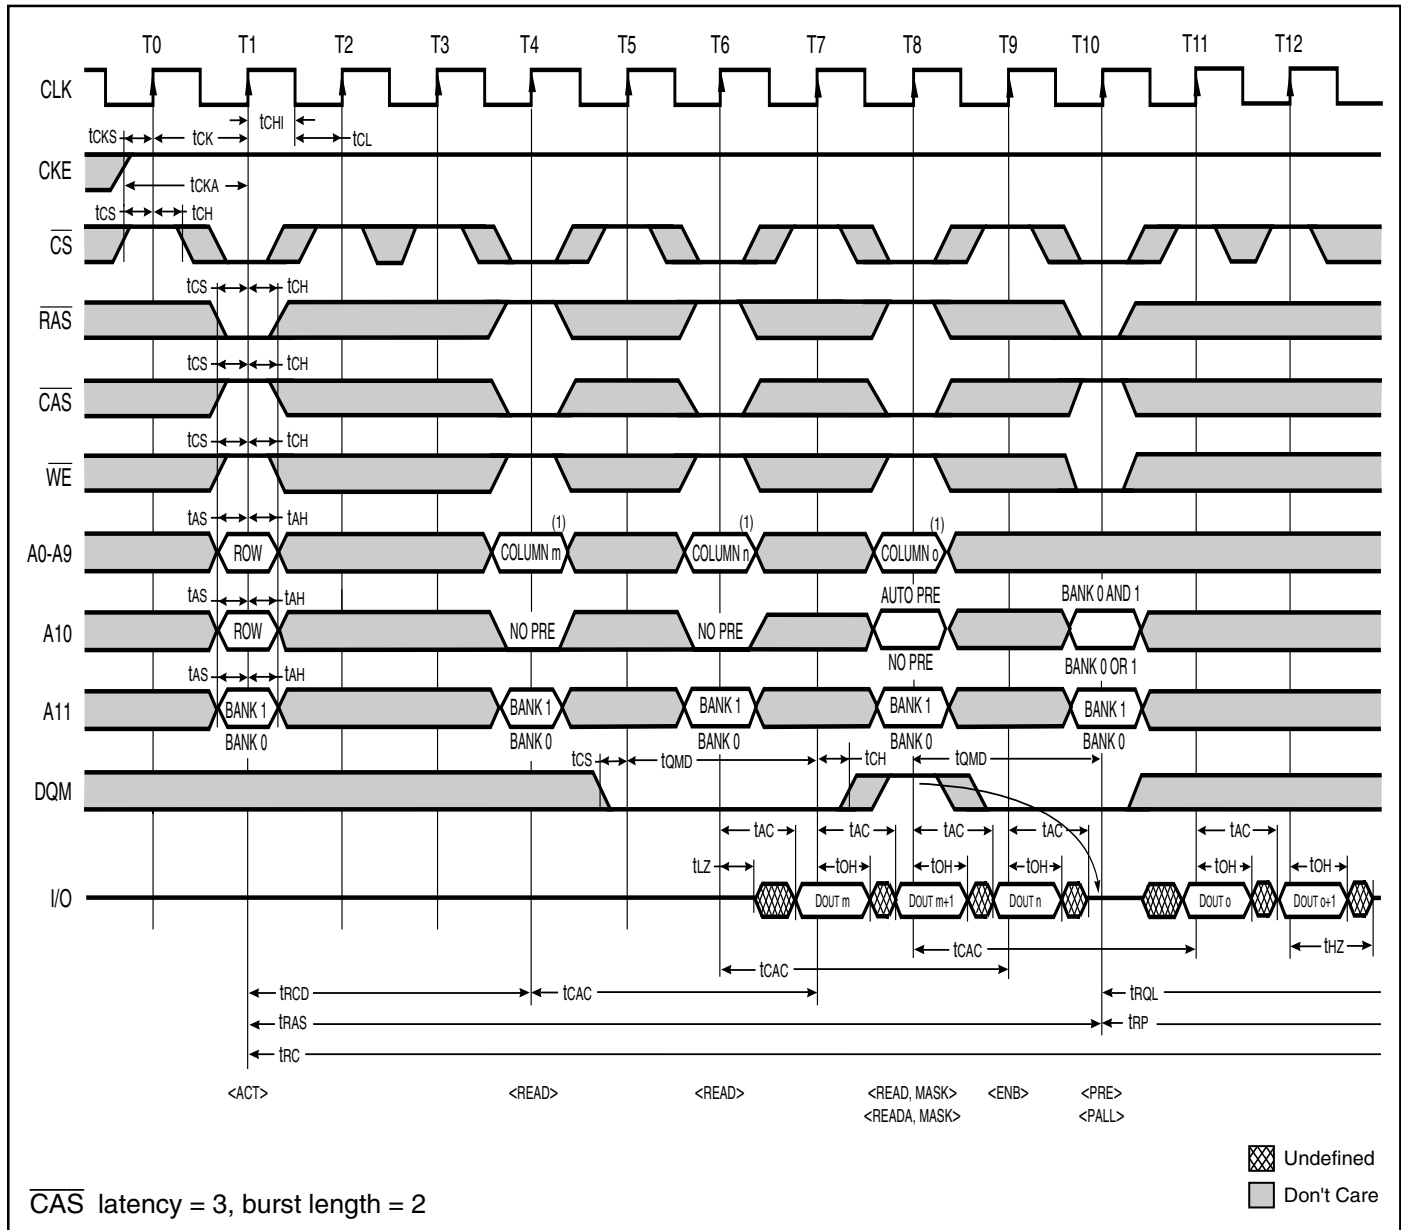 T0 T1 T2 T3 T4 T5 T6 T7 T8 T9 T10 T11 T12
CLK
tCHI
tCKS tCK tCL
CKE
tCKA
tCS tCH
CS
tCS tCH
RAS
tCS tCH
CAS
tCS tCH
WE
tAS tAH (1) (1) (1)
A0-A9 ROW COLUMN m COLUMN n COLUMN o
tAS tAH AUTO PRE BANK 0 AND 1
A10 ROW NO PRE NO PRE
NO PRE BANK 0 OR 1
tAS tAH
A11 BANK 1 BANK 1 BANK 1 BANK 1 BANK 1
BANK 0 BANK 0 BANK 0 BANK 0 BANK 0
tCS tQMD tCH tQMD
DQM
tAC tAC tAC tAC tAC
tLZ tOH tOH tOH tOH tOH
I/O DOUT m DOUT m+1 DOUT n DOUT o DOUT o+1
tCAC tHZ
tCAC
tRCD tCAC tRQL
tRAS tRP
tRC
<ACT> <READ> <READ> <READ, MASK> <ENB> <PRE>
<READA, MASK> <PALL>
Undefined
Don't Care
CAS latency = 3, burst length = 2